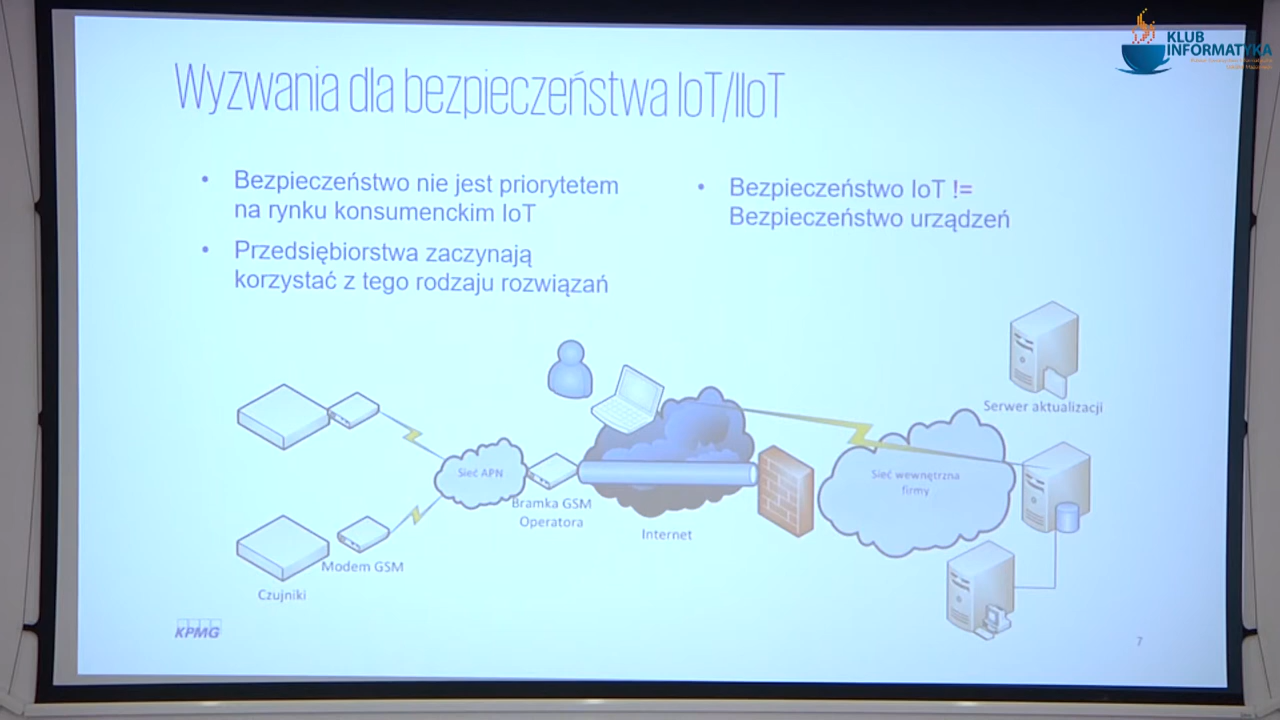 KLUB
INFORMATYKA
Wyzwania dla bezpieczeństwa IoT/IIoT
• Bezpieczeństwo nie jest priorytetem
na rynku konsumenckim IoT
• Przedsiębiorstwa zaczynają
korzystać z tego rodzaju rozwiązań
• Bezpieczeństwo IoT !=
Bezpieczeństwo urządzeń
Serwer aktualizacji
Sieć APN
Sieć wewnętrzna
firmy
Bramka GSM
Operatora
Internet
Modem GSM
Czujniki
KPMG
7